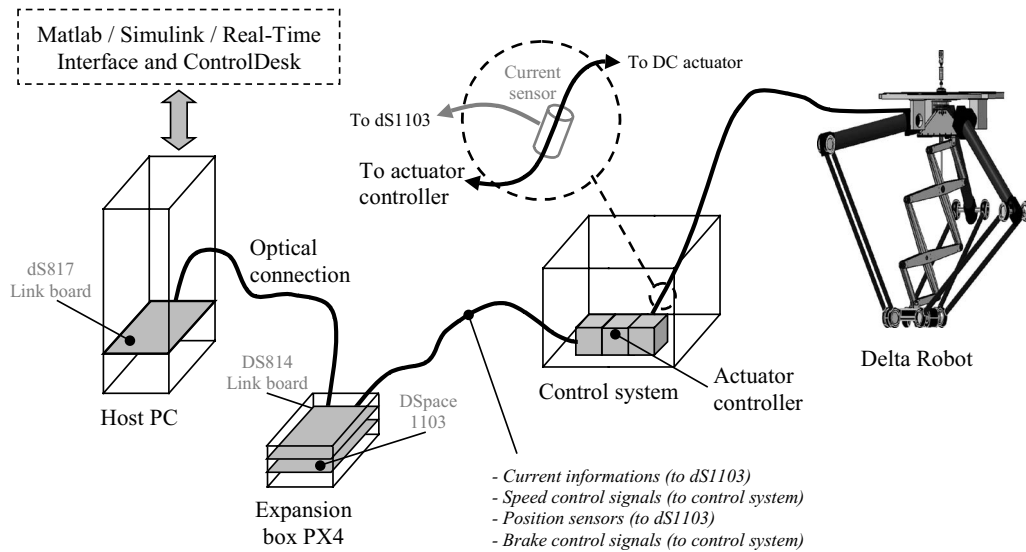 Matlab / Simulink / Real-Time
Interface and ControlDesk
Current
sensor
To DC actuator
To dS1103
To actuator
controller
Optical
connection
dS817
Link board
DS814
Link board
DSpace
1103
Host PC
Expansion
box PX4
Control system
Actuator
controller
Delta Robot
- Current informations (to dS1103)
- Speed control signals (to control system)
- Position sensors (to dS1103)
- Brake control signals (to control system)